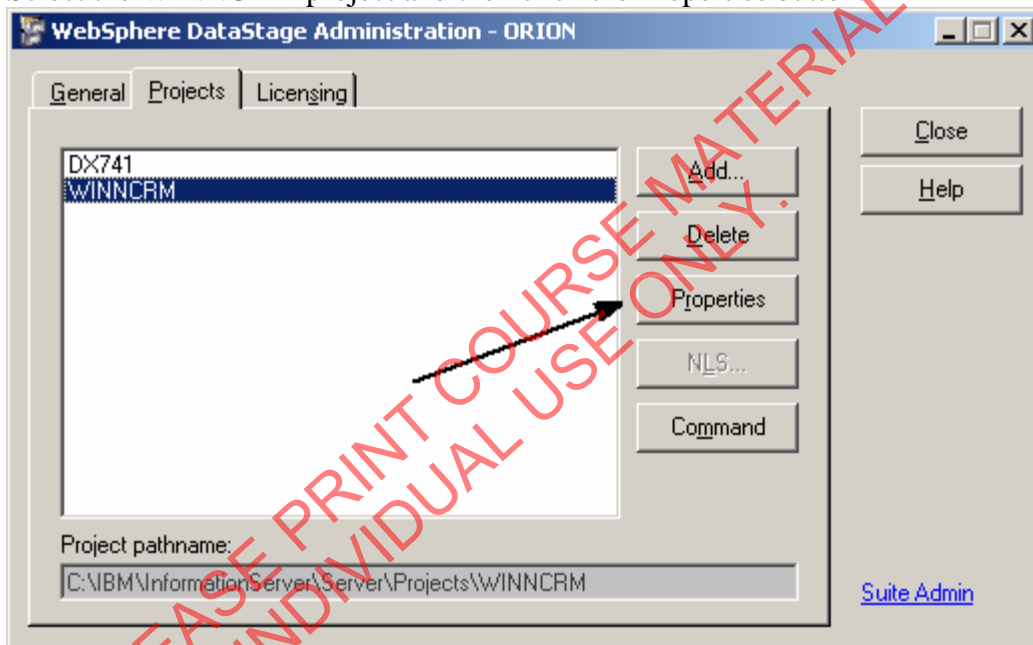 WebSphere DataStage Administration - ORION
General Projects Licensing
Close
Help
DX741
WINNCRM
Add...
Delete
Properties
NLS...
Command
Project pathname:
C:\IBM\InformationServer\Server\Projects\WINNCRM
Suite Admin
EASE PRINT COURSE MATERIAL
INDIVIDUAL USE ONLY.